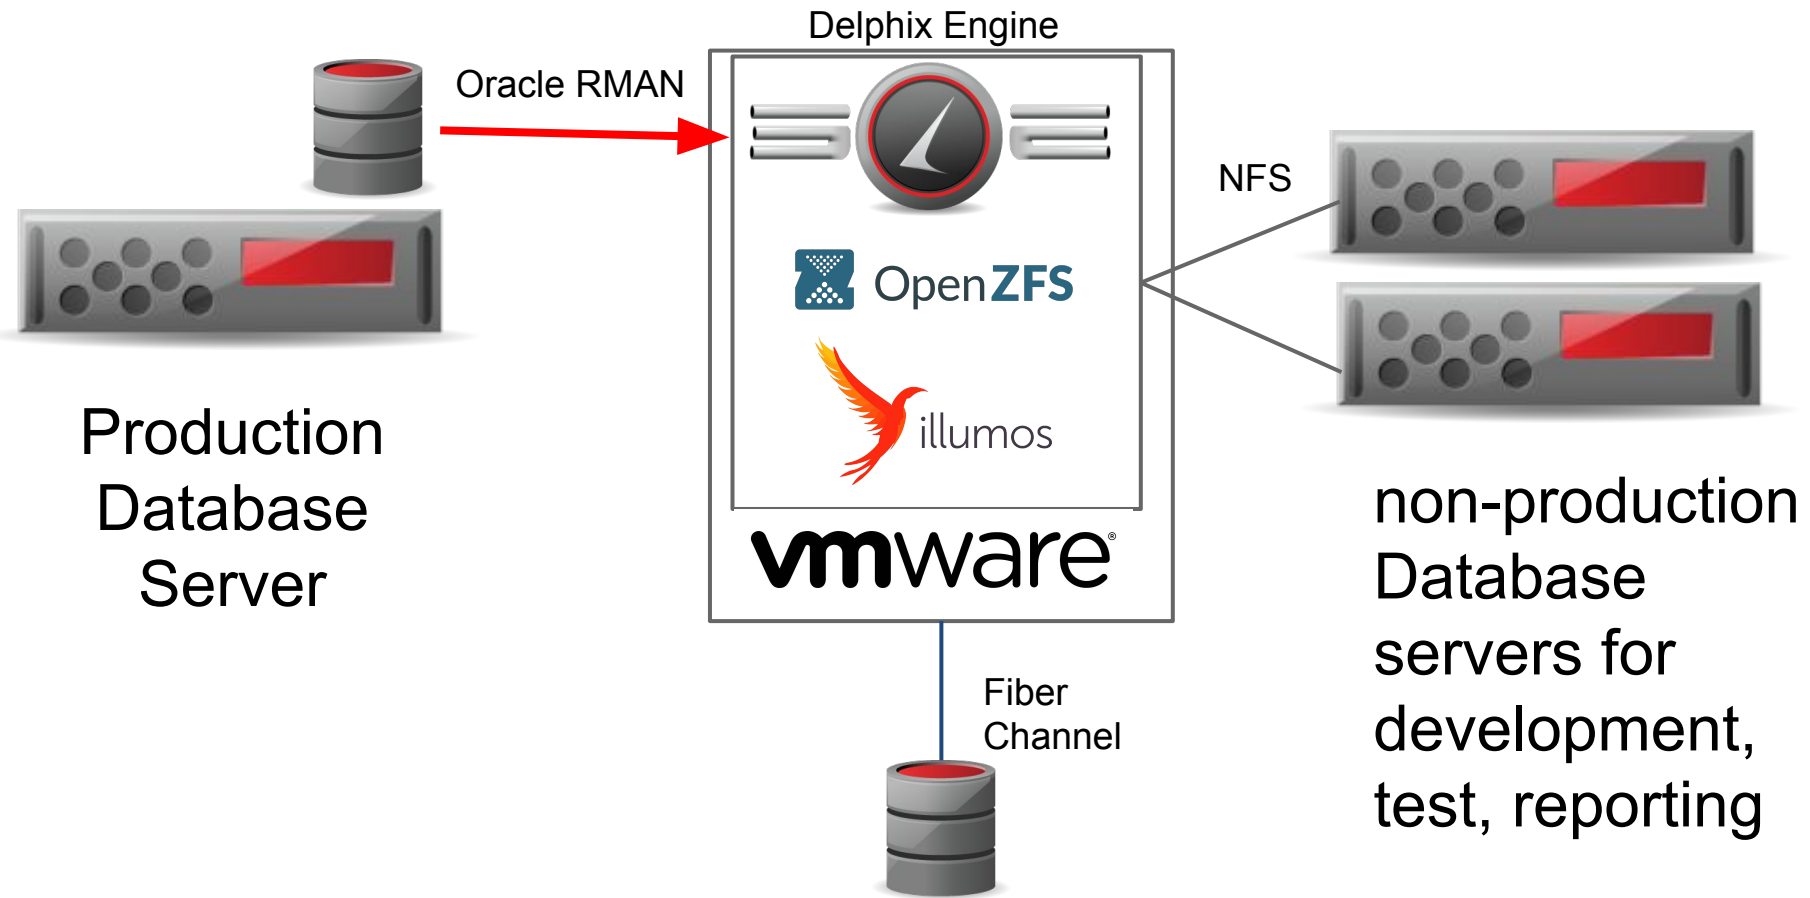 Delphix Engine
Oracle RMAN
NFS
OpenZFS
illumos
vmware®
Production
Database
Server
Fiber
Channel
non-production
Database
servers for
development,
test, reporting